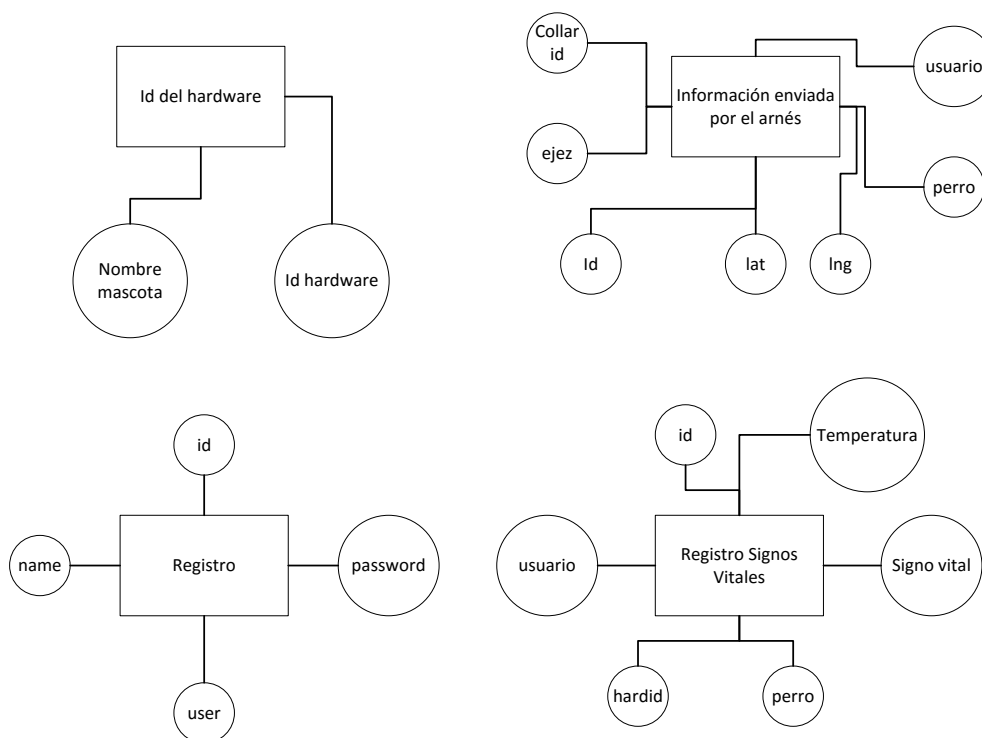 Id del hardware
Nombre
mascota
Id hardware
Collar
id
ejez
Información enviada
por el arnés
usuario
perro
Id
lat
lng
id
name
Registro
password
user
id
Temperatura
usuario
Registro Signos
Vitales
Signo vital
hardid
perro